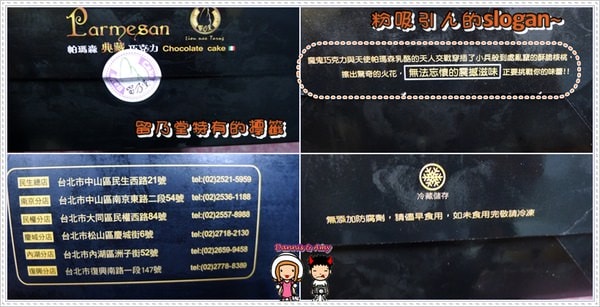 Parmesan
Lieu nae Tang
帕瑪森 典藏 巧克力 Chocolate cake
留乃堂
留乃堂特有的標籤
粉吸引人的slogan~
魔鬼巧克力與天使帕瑪森乳酪的天人交戰穿插了小兵般到處亂竄的酥脆核桃,
擦出驚奇的火花, 無法忘懷的震撼滋味 正要挑戰你的味蕾!!
民生總店 台北市中山區民生西路21號 tel:(02)2521-5959
南京分店 台北市中山區南京東路二段54號 tel:(02)2536-1188
民權分店 台北市大同區民權西路84號 tel:(02)2557-8988
慶城分店 台北市松山區慶城街6號 tel:(02)2718-2130
內湖分店 台北市內湖區洲子街52號 tel:(02)2659-9458
復興分店 台北市復興南路一段147號 tel:(02)2778-8389
冷藏儲存
無添加防腐劑,請儘早食用,如未食用完敬請冷凍